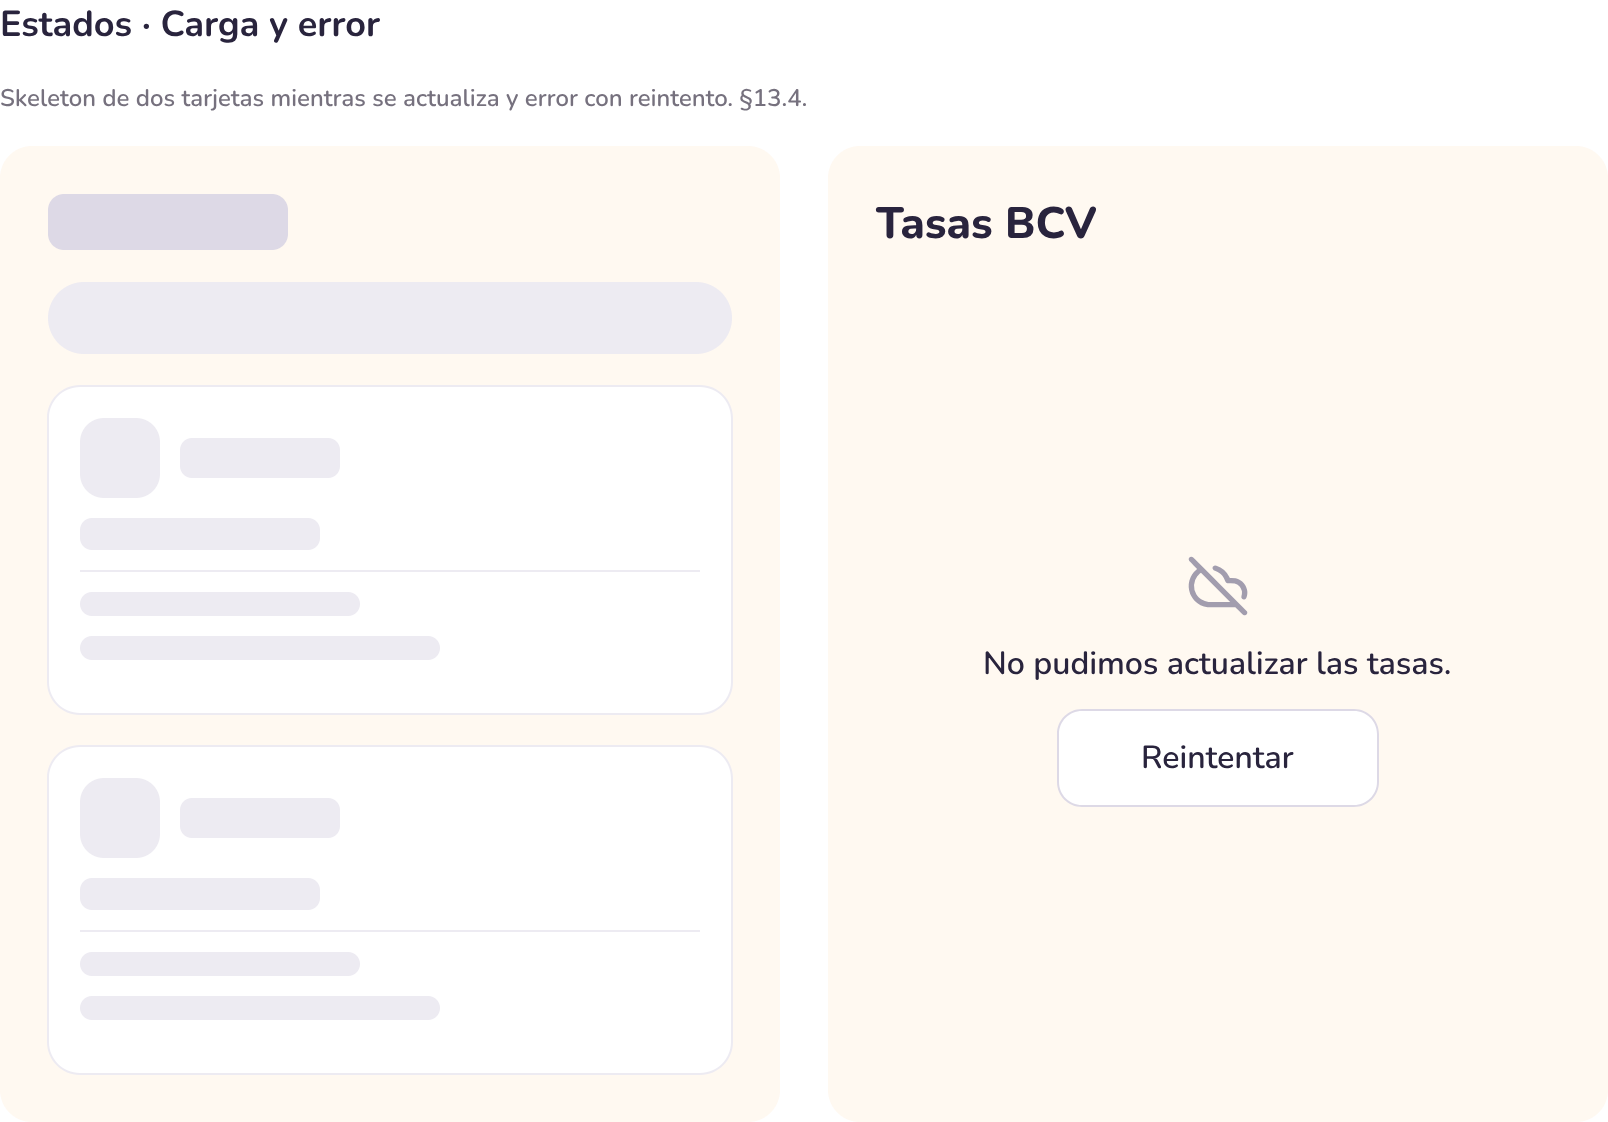 Estados · Carga y error
Skeleton de dos tarjetas mientras se actualiza y error con reintento. §13.4.
Tasas BCV
No pudimos actualizar las tasas.
Reintentar